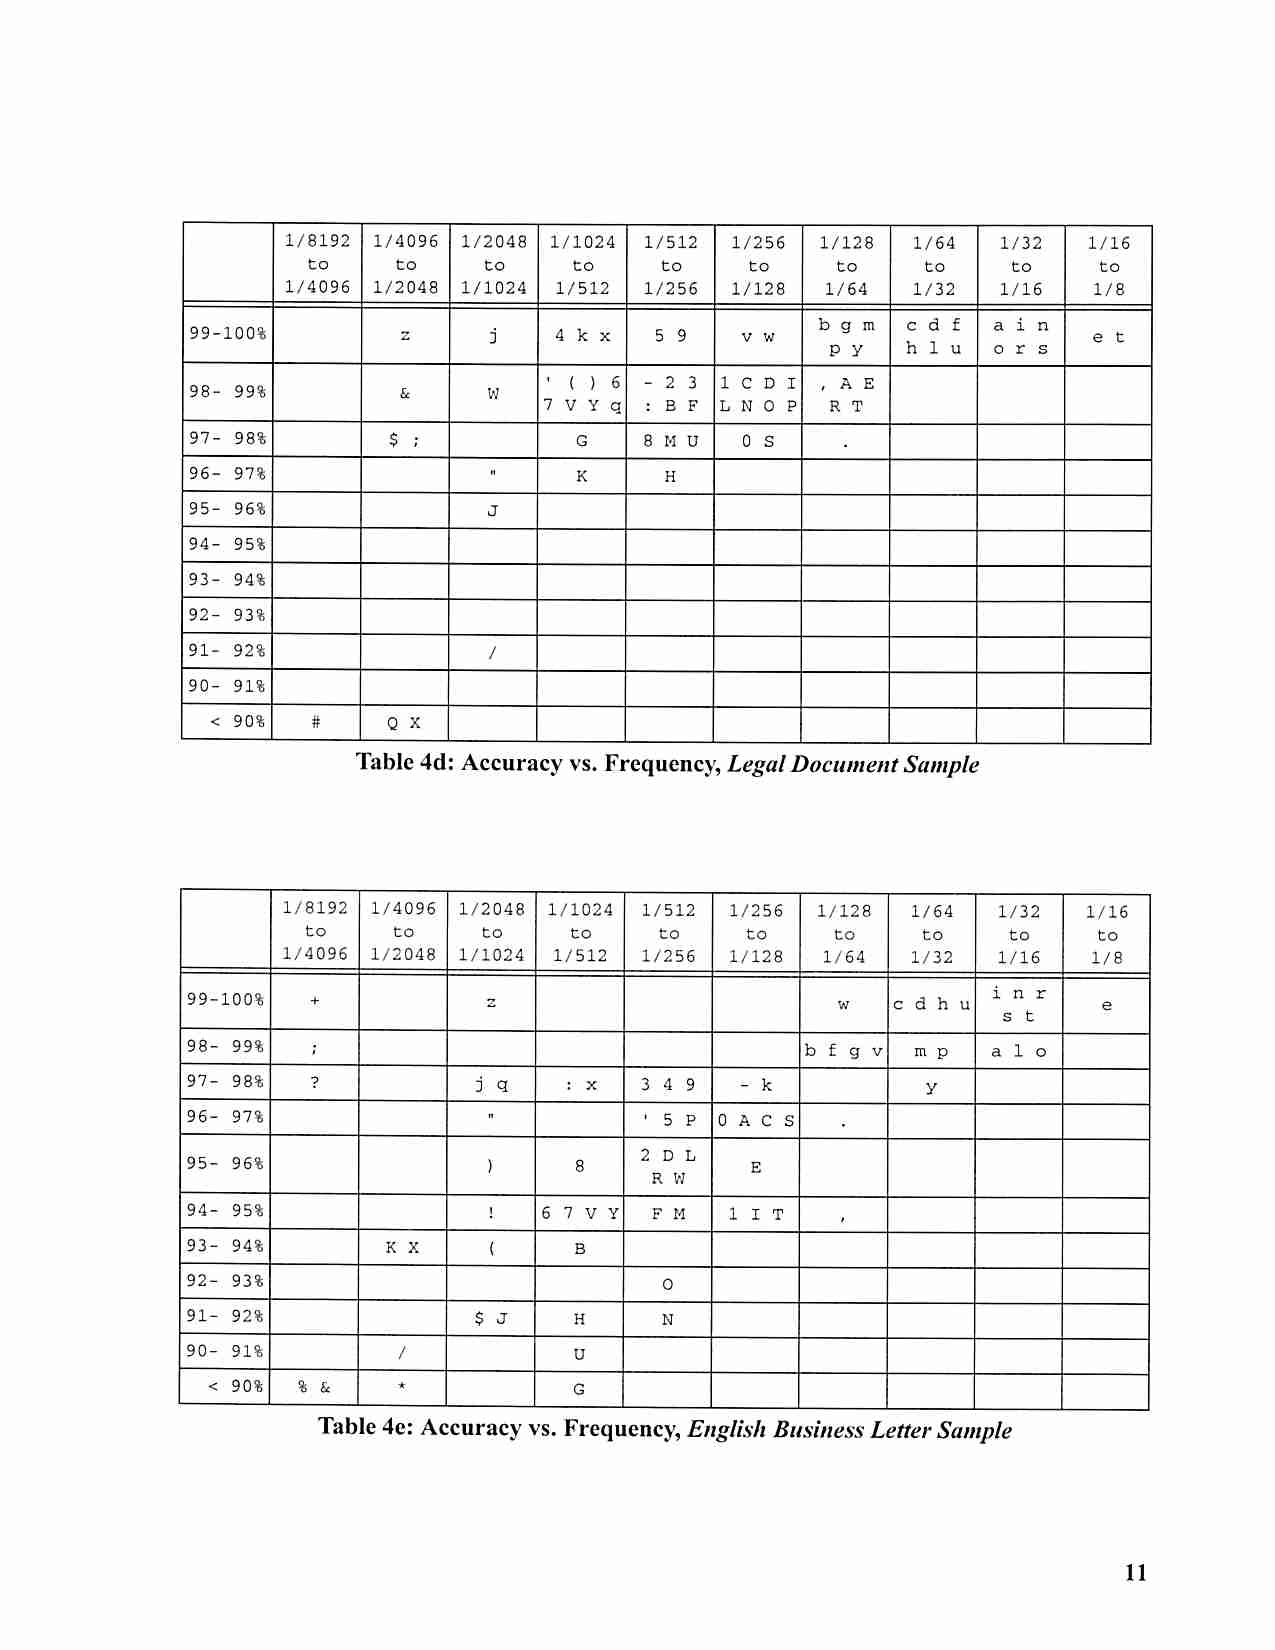 1/8192 1/4096 1/2048 1/1024 1/512 1/256 1/128 1/64 1/32 1/16
to to to to to to to to to to
1/4096 1/2048 1/1024 1/512 1/256 1/128 1/64 1/32 1/16 1/8
99-100% z j 4 k x 5 9 v w b g m p y c d f h l u a i n o r s e t
98- 99% & W ' ( ) 6 7 V Y q - 2 3 : B F 1 C D I L N O P , A E R T
97- 98% $ ; G 8 M U 0 S .
96- 97% " K H
95- 96% J
94- 95%
93- 94%
92- 93%
91- 92% /
90- 91%
< 90% # Q X
Table 4d: Accuracy vs. Frequency, Legal Document Sample
1/8192 1/4096 1/2048 1/1024 1/512 1/256 1/128 1/64 1/32 1/16
to to to to to to to to to to
1/4096 1/2048 1/1024 1/512 1/256 1/128 1/64 1/32 1/16 1/8
99-100% + z w c d h u i n r s t e
98- 99% ; b f g v m p a l o
97- 98% ? j q : x 3 4 9 - k y
96- 97% " ' 5 P 0 A C S .
95- 96% ) 8 2 D L R W E
94- 95% ! 6 7 V Y F M 1 I T ,
93- 94% K X ( B
92- 93% O
91- 92% $ J H N
90- 91% / U
< 90% % & * G
Table 4e: Accuracy vs. Frequency, English Business Letter Sample
11